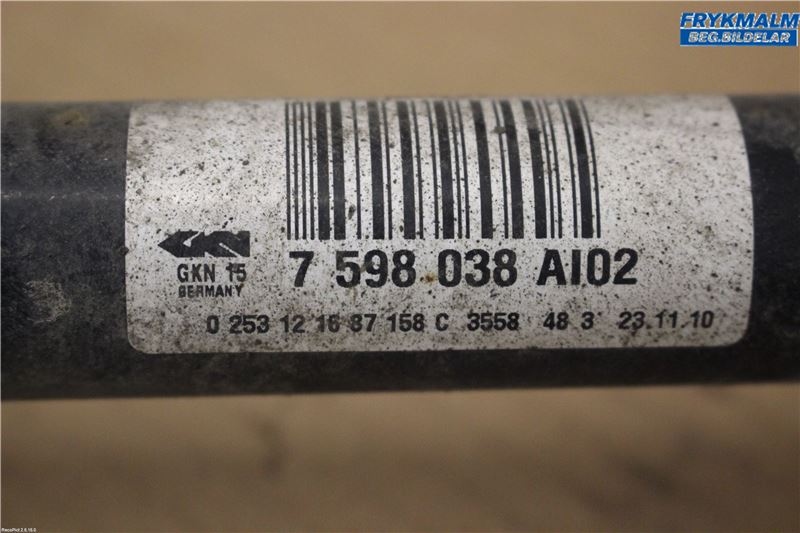 FRYKMALM
BEG.BILDELAR
GKN
GKN 15
GERMANY
7 598 038 AI02
0 253 12 16 87 158 C 3558 48 3 23.11.10